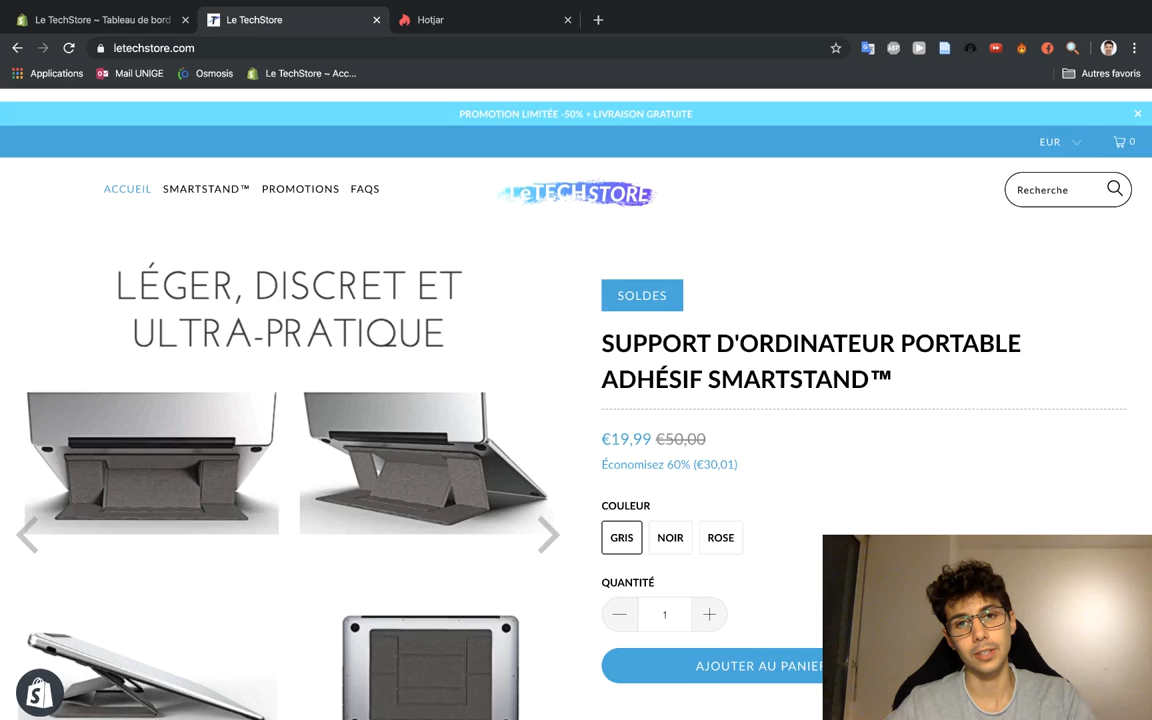 Le TechStore ~ Tableau de bord
Le TechStore
Hotjar
letechstore.com
ABP
Applications
Mail UNIGE
Osmosis
Le TechStore ~ Acc...
Autres favoris
PROMOTION LIMITÉE -50% + LIVRAISON GRATUITE
EUR
0
ACCUEIL SMARTSTAND™ PROMOTIONS FAQS
LeTECHSTORE
Recherche
LÉGER, DISCRET ET
ULTRA-PRATIQUE
SOLDES
SUPPORT D'ORDINATEUR PORTABLE
ADHÉSIF SMARTSTAND™
€19,99 €50,00
Économisez 60% (€30,01)
COULEUR
GRIS NOIR ROSE
QUANTITÉ
1
AJOUTER AU PANIER